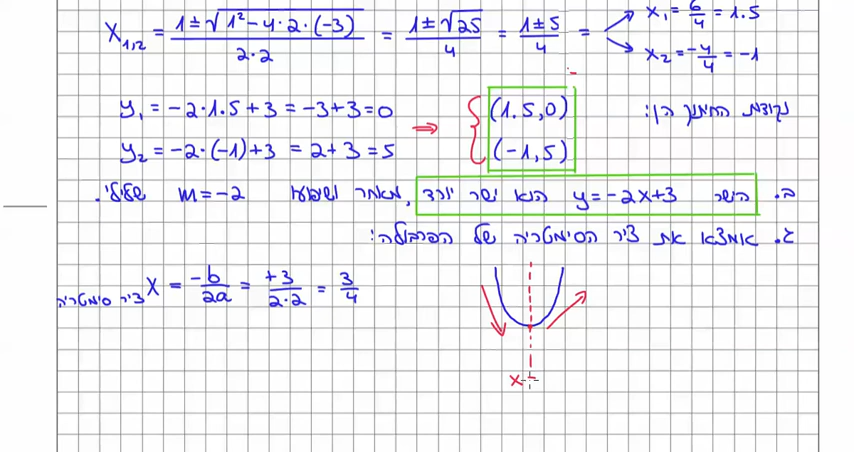 X₁,₂ = (1 ± √(1² − 4·2·(−3))) / (2·2) = (1 ± √25) / 4 = (1 ± 5) / 4 = x₁ = 6/4 = 1.5
x₂ = −4/4 = −1
נקודות החיתוך הן:
y₁ = −2·1.5 + 3 = −3 + 3 = 0 ⇒ { (1.5, 0)
y₂ = −2·(−1) + 3 = 2 + 3 = 5 (−1, 5)
ב. הישר y = −2x + 3 הוא ישר יורד, מאחר ושיפועו m = −2 שלילי.
ג. אמצא את ציר הסימטריה של הפרבולה:
X ציר סימטריה = −b / 2a = +3 / (2·2) = 3/4
x =